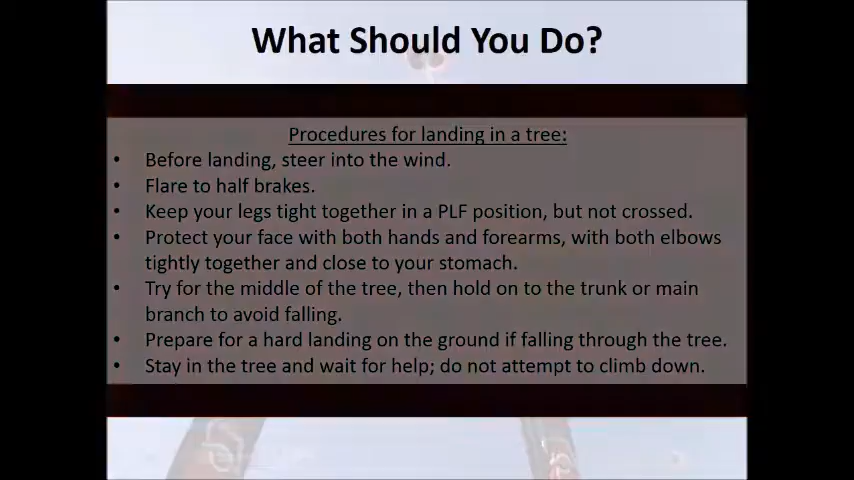 What Should You Do?
Procedures for landing in a tree:
• Before landing, steer into the wind.
• Flare to half brakes.
• Keep your legs tight together in a PLF position, but not crossed.
• Protect your face with both hands and forearms, with both elbows
tightly together and close to your stomach.
• Try for the middle of the tree, then hold on to the trunk or main
branch to avoid falling.
• Prepare for a hard landing on the ground if falling through the tree.
• Stay in the tree and wait for help; do not attempt to climb down.